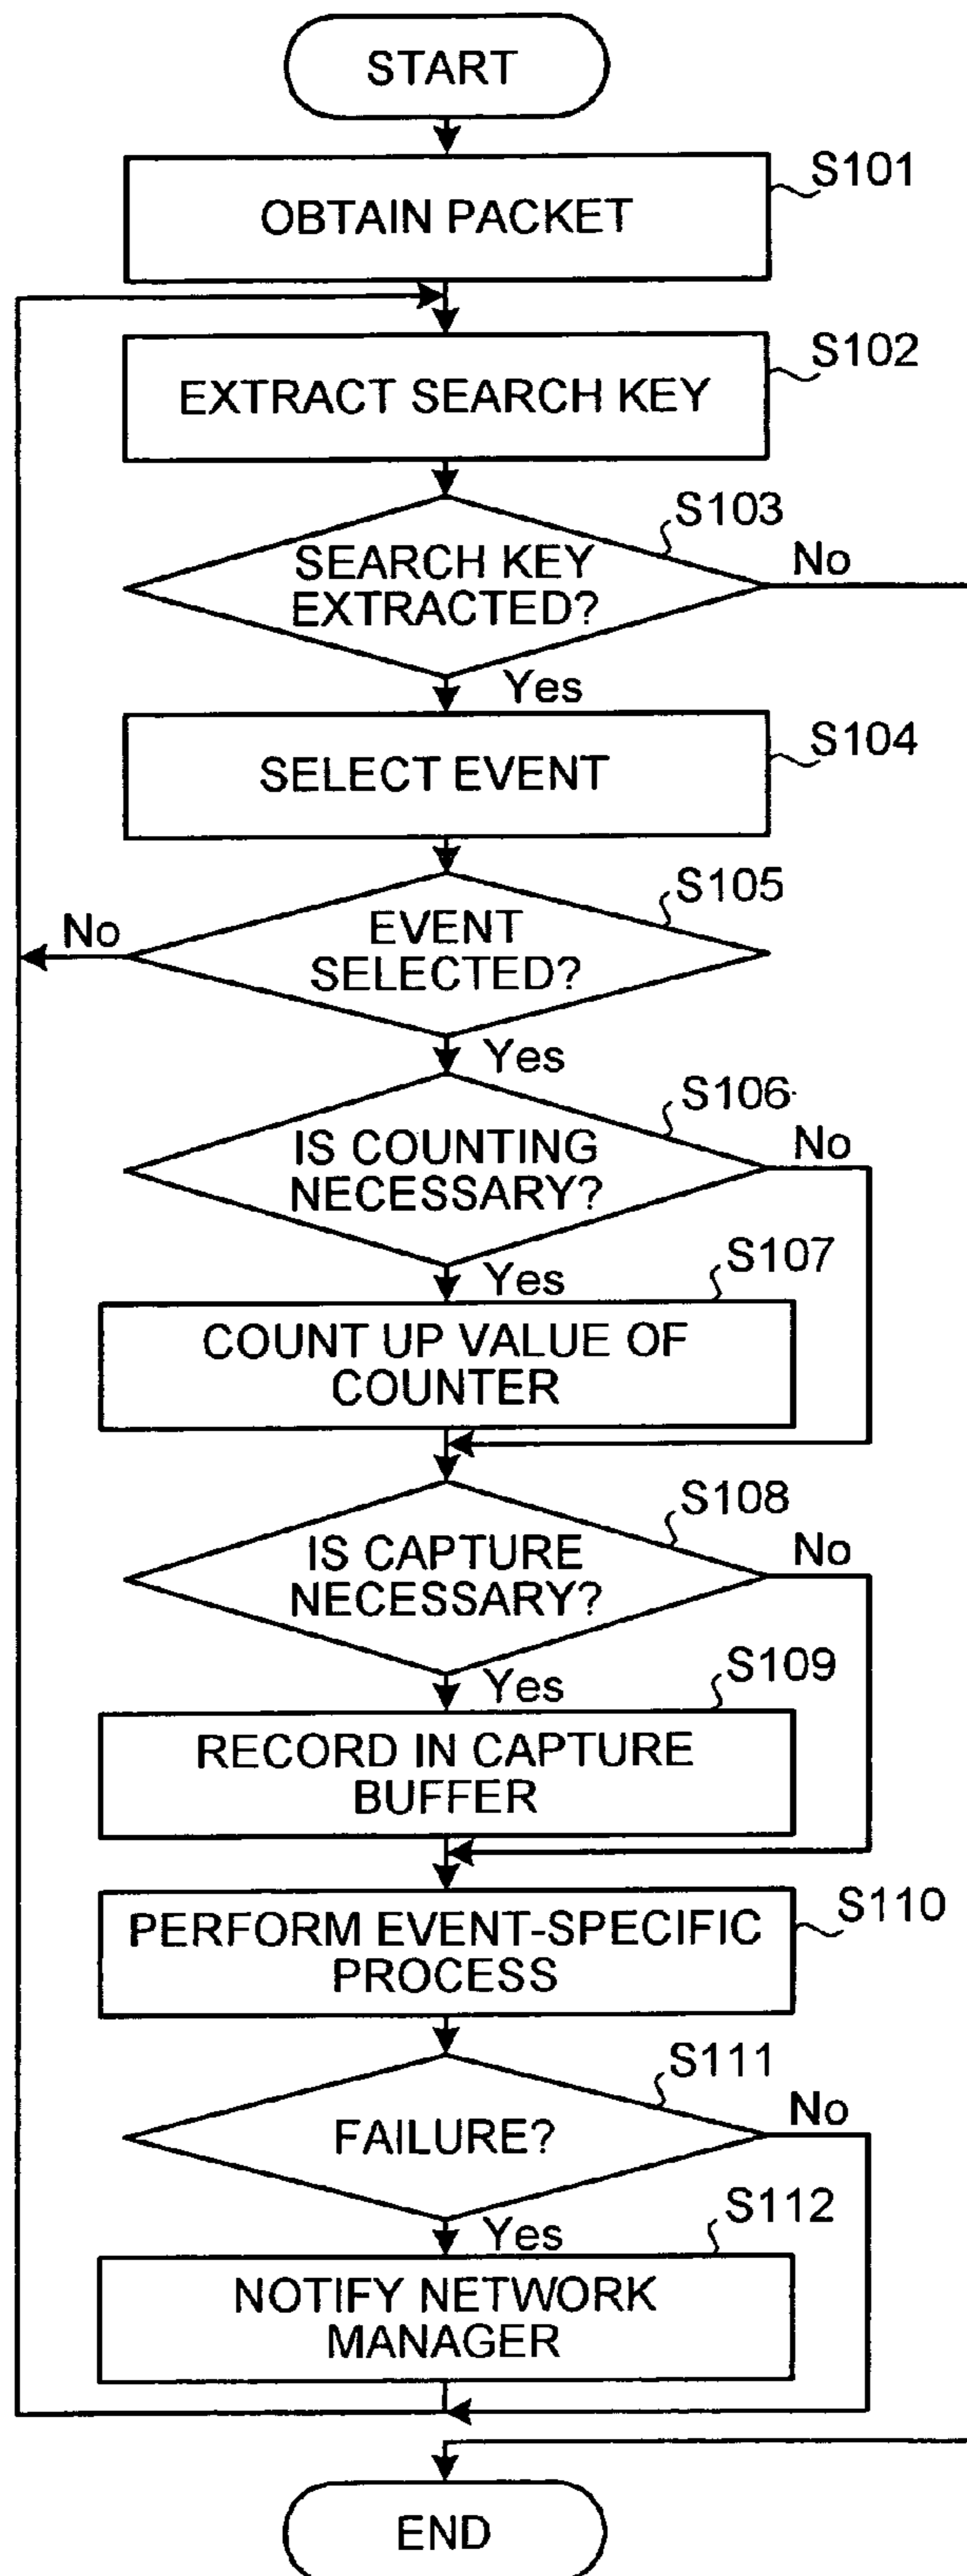 START
S101
OBTAIN PACKET
S102
EXTRACT SEARCH KEY
S103
SEARCH KEY
EXTRACTED?
No
Yes
S104
SELECT EVENT
S105
EVENT
SELECTED?
No
Yes
S106
IS COUNTING
NECESSARY?
No
Yes
S107
COUNT UP VALUE OF
COUNTER
S108
IS CAPTURE
NECESSARY?
No
Yes
S109
RECORD IN CAPTURE
BUFFER
S110
PERFORM EVENT-SPECIFIC
PROCESS
S111
FAILURE?
No
Yes
S112
NOTIFY NETWORK
MANAGER
END